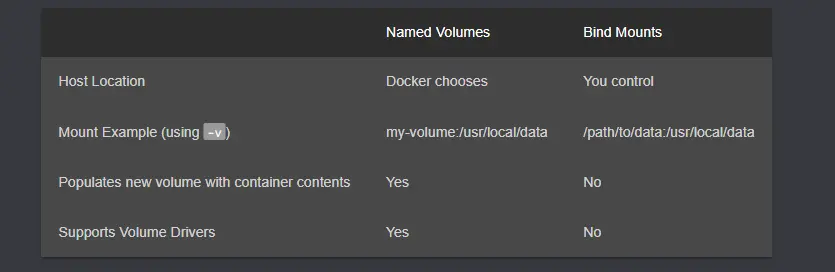 Named Volumes Bind Mounts
Host Location Docker chooses You control
Mount Example (using -v) my-volume:/usr/local/data /path/to/data:/usr/local/data
Populates new volume with container contents Yes No
Supports Volume Drivers Yes No